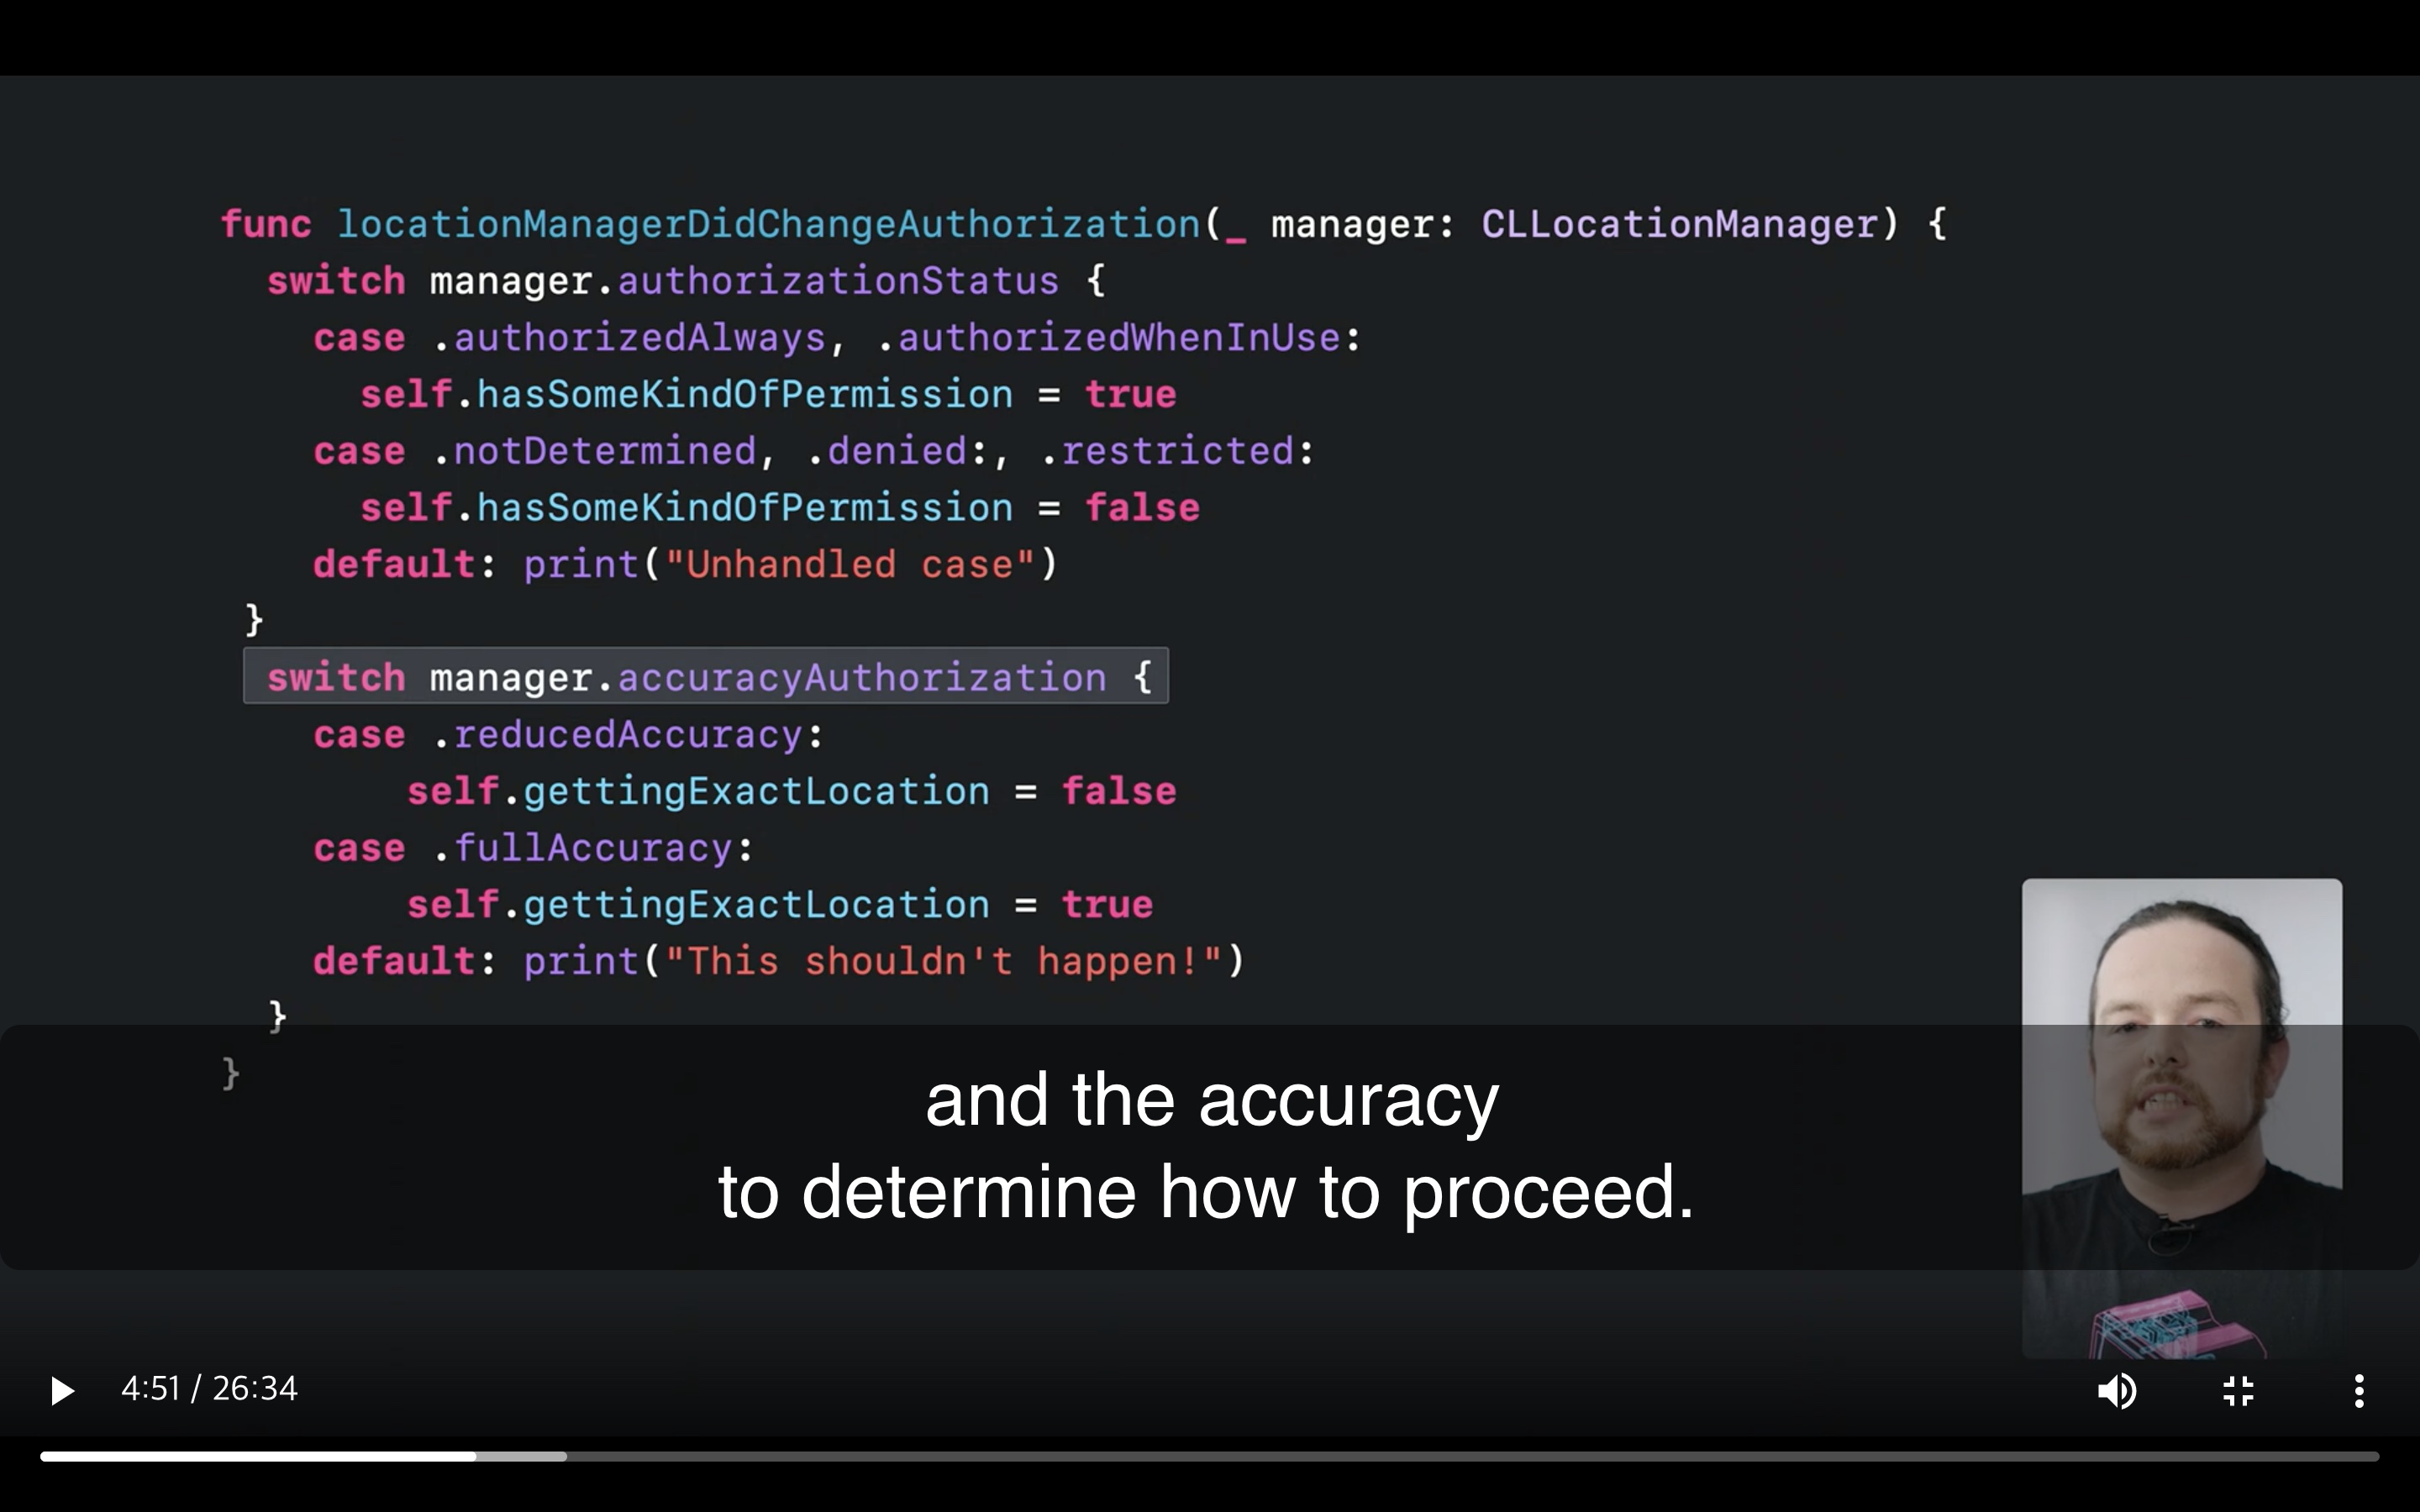 func locationManagerDidChangeAuthorization(_ manager: CLLocationManager) {
switch manager.authorizationStatus {
case .authorizedAlways, .authorizedWhenInUse:
self.hasSomeKindOfPermission = true
case .notDetermined, .denied:, .restricted:
self.hasSomeKindOfPermission = false
default: print("Unhandled case")
}
switch manager.accuracyAuthorization {
case .reducedAccuracy:
self.gettingExactLocation = false
case .fullAccuracy:
self.gettingExactLocation = true
default: print("This shouldn't happen!")
}
}
and the accuracy
to determine how to proceed.
4:51 / 26:34